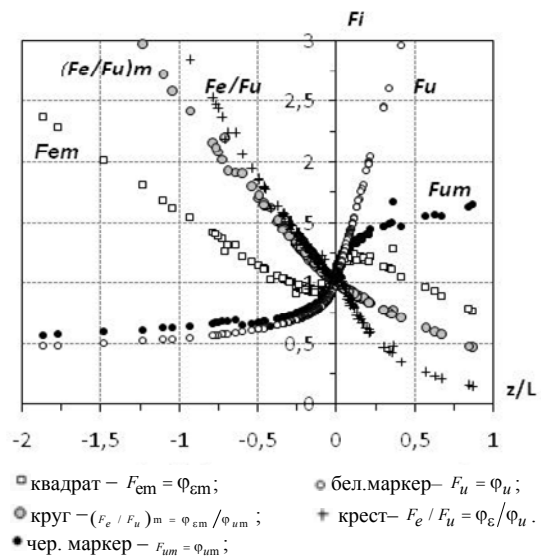 Fi
3
(Fe/Fu)m
Fe/Fu
Fu
2,5
Fem
2
Fum
1,5
1
0,5
0
z/L
-2 -1,5 -1 -0,5 0 0,5 1
квадрат – Fem = φεm;
бел.маркер– Fu = φu;
круг –(Fe / Fu)m = φεm/φum ;
крест – Fe / Fu = φε/φu .
чер. маркер – Fum = φum;